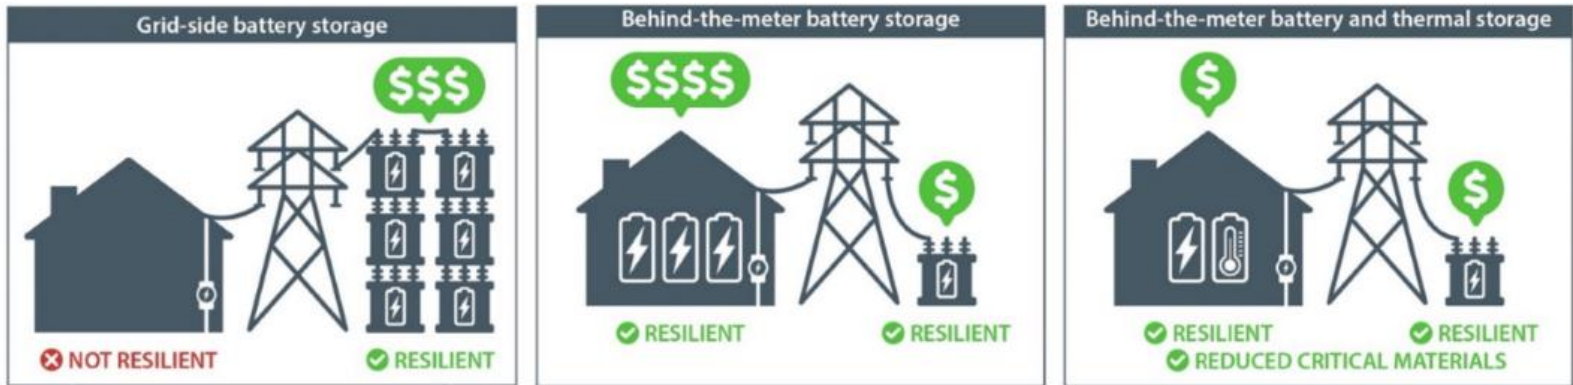 Grid-side battery storage
$$$
NOT RESILIENT
RESILIENT
Behind-the-meter battery storage
$$$$
$
RESILIENT
RESILIENT
Behind-the-meter battery and thermal storage
$
$
RESILIENT
RESILIENT
REDUCED CRITICAL MATERIALS